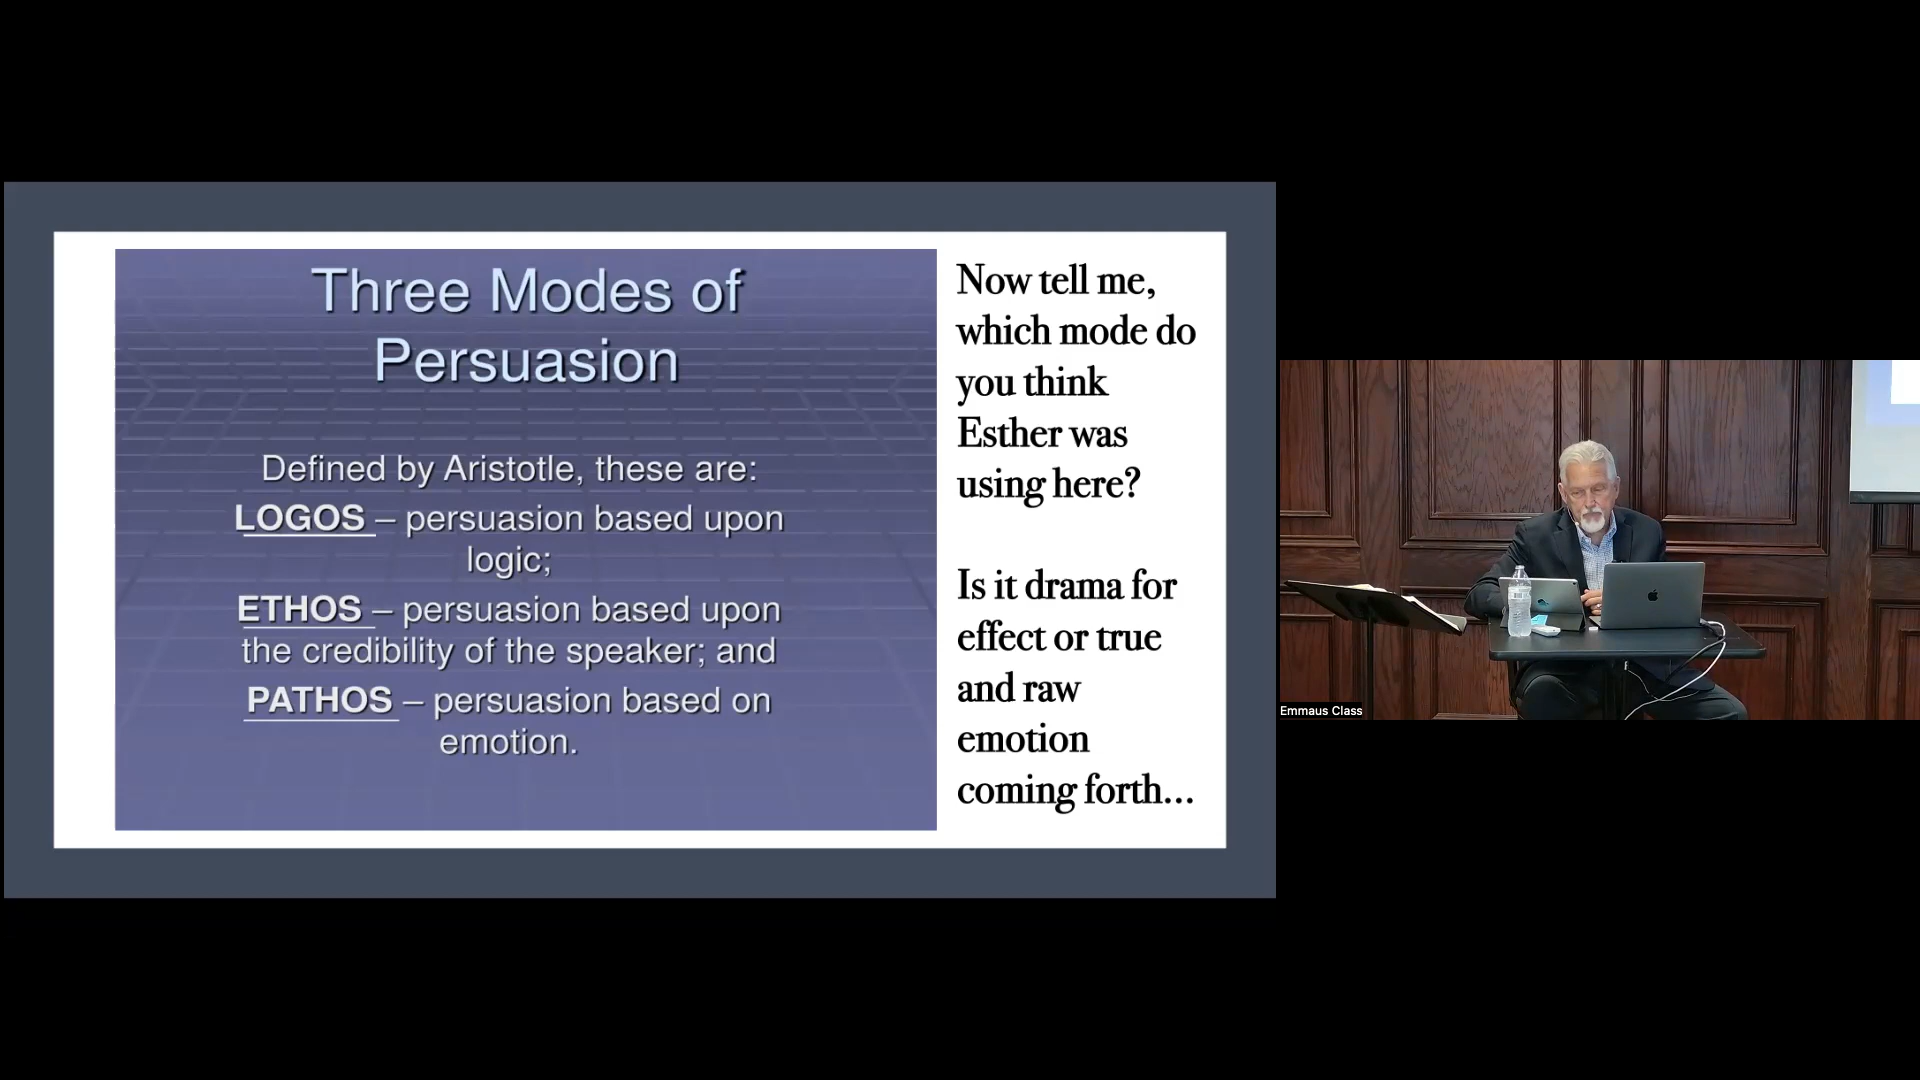 Three Modes of
Persuasion
Defined by Aristotle, these are:
LOGOS – persuasion based upon
logic;
ETHOS – persuasion based upon
the credibility of the speaker; and
PATHOS – persuasion based on
emotion.
Now tell me,
which mode do
you think
Esther was
using here?
Is it drama for
effect or true
and raw
emotion
coming forth...
Emmaus Class